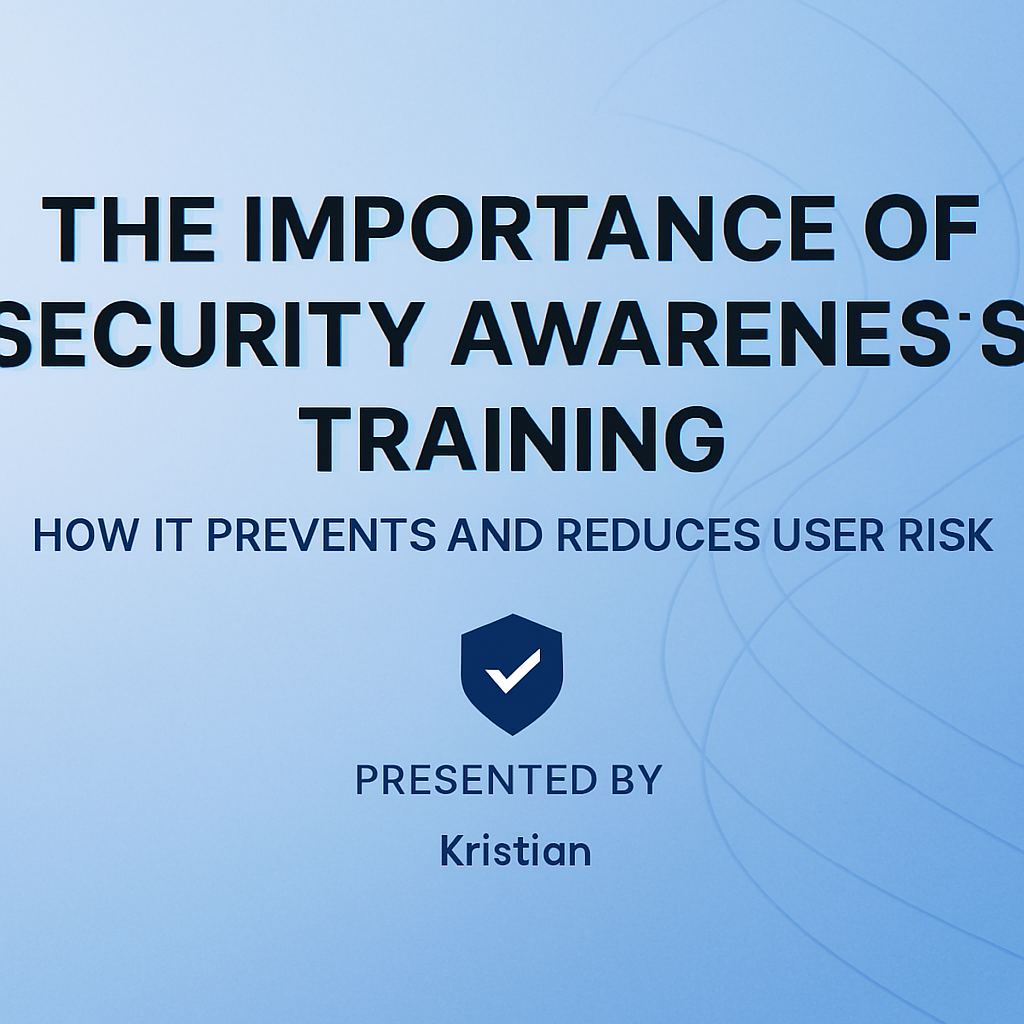 THE IMPORTANCE OF
SECURITY AWARENES·S
TRAINING
HOW IT PREVENTS AND REDUCES USER RISK
PRESENTED BY
Kristian